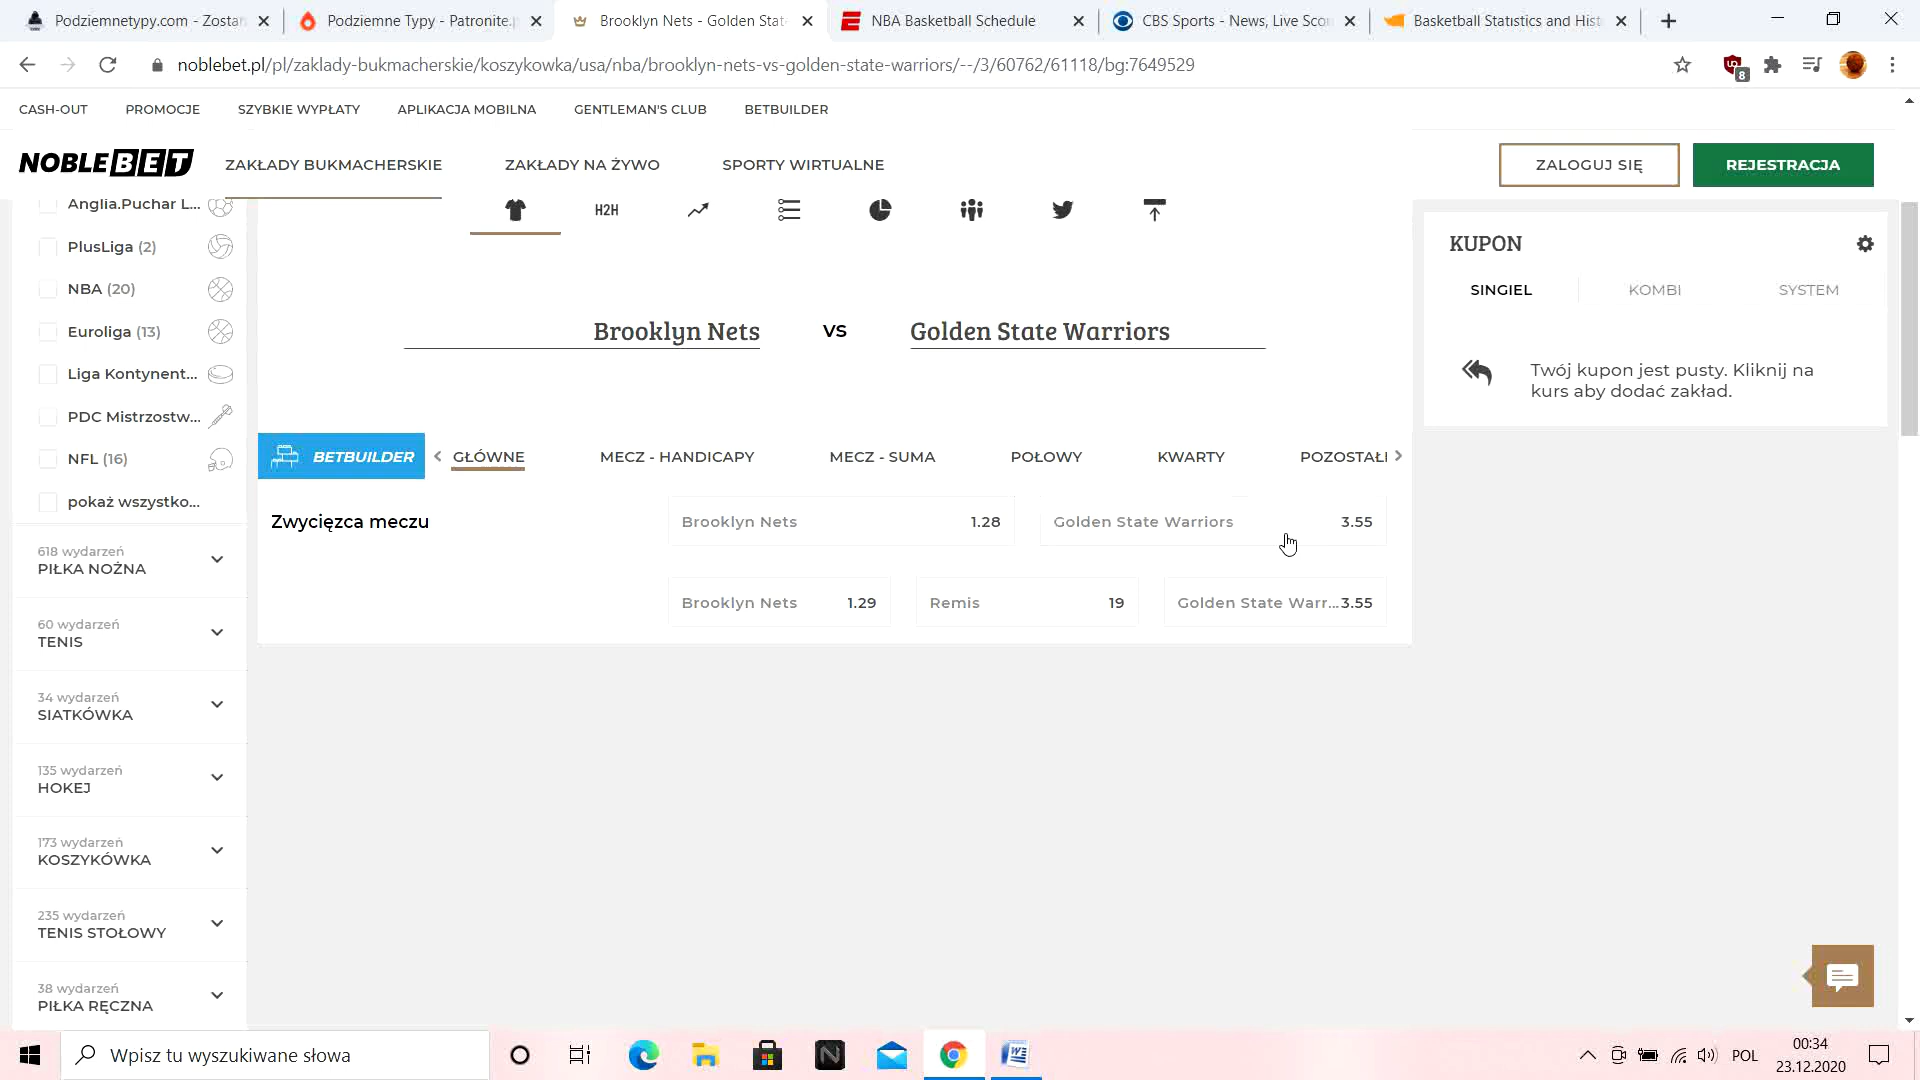 Podziemnetypy.com - Zostań
Podziemne Typy - Patronite.p
Brooklyn Nets - Golden Stat
NBA Basketball Schedule
CBS Sports - News, Live Scor
Basketball Statistics and Hist
noblebet.pl/pl/zaklady-bukmacherskie/koszykowka/usa/nba/brooklyn-nets-vs-golden-state-warriors/--/3/60762/61118/bg:7649529
8
CASH-OUT
PROMOCJE
SZYBKIE WYPŁATY
APLIKACJA MOBILNA
GENTLEMAN'S CLUB
BETBUILDER
NOBLEBET
ZAKŁADY BUKMACHERSKIE
ZAKŁADY NA ŻYWO
SPORTY WIRTUALNE
ZALOGUJ SIĘ
REJESTRACJA
Anglia.Puchar L...
PlusLiga (2)
NBA (20)
Euroliga (13)
Liga Kontynent...
PDC Mistrzostw...
NFL (16)
pokaż wszystko...
618 wydarzeń
PIŁKA NOŻNA
60 wydarzeń
TENIS
34 wydarzeń
SIATKÓWKA
135 wydarzeń
HOKEJ
173 wydarzeń
KOSZYKÓWKA
235 wydarzeń
TENIS STOŁOWY
38 wydarzeń
PIŁKA RĘCZNA
H2H
Brooklyn Nets
VS
Golden State Warriors
BETBUILDER
GŁÓWNE
MECZ - HANDICAPY
MECZ - SUMA
POŁOWY
KWARTY
POZOSTAŁE
Zwycięzca meczu
Brooklyn Nets 1.28
Golden State Warriors 3.55
Brooklyn Nets 1.29
Remis 19
Golden State Warr... 3.55
KUPON
SINGIEL
KOMBI
SYSTEM
Twój kupon jest pusty. Kliknij na
kurs aby dodać zakład.
Wpisz tu wyszukiwane słowa
POL
00:34
23.12.2020